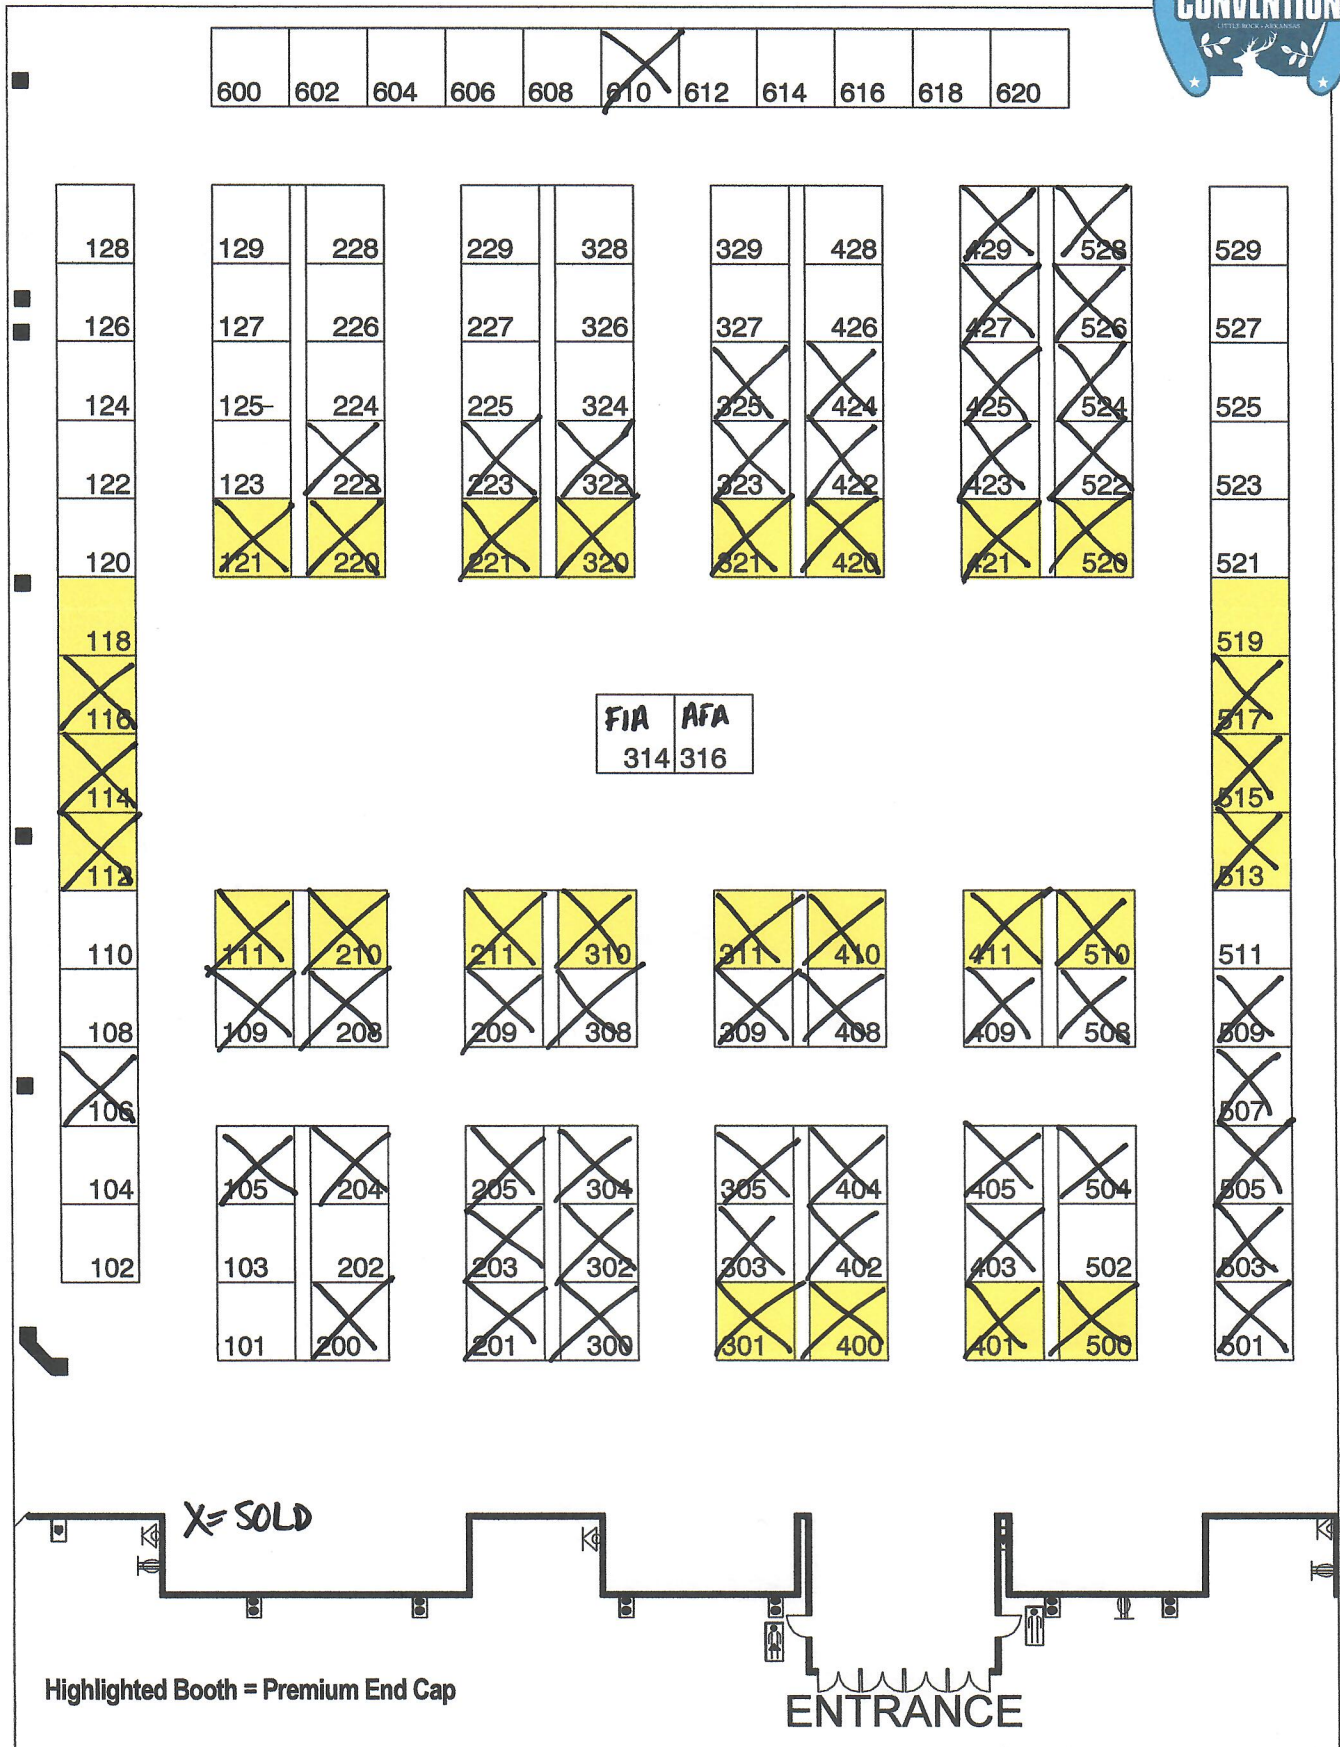 CONVENTION
LITTLE ROCK • ARKANSAS
600 602 604 606 608 610 612 614 616 618 620
128 129 228 229 328 329 428 429 528 529
126 127 226 227 326 327 426 427 526 527
124 125 224 225 324 325 424 425 524 525
122 123 222 223 322 323 422 423 522 523
120 121 220 221 320 321 420 421 520 521
118 519
116 517
FIA AFA
314 316
114 515
112 513
110 111 210 211 310 311 410 411 510 511
108 109 208 209 308 309 408 409 508 509
106 507
104 105 204 205 304 305 404 405 504 505
102 103 202 203 302 303 402 403 502 503
101 200 201 300 301 400 401 500 501
X= SOLD
Highlighted Booth = Premium End Cap
ENTRANCE